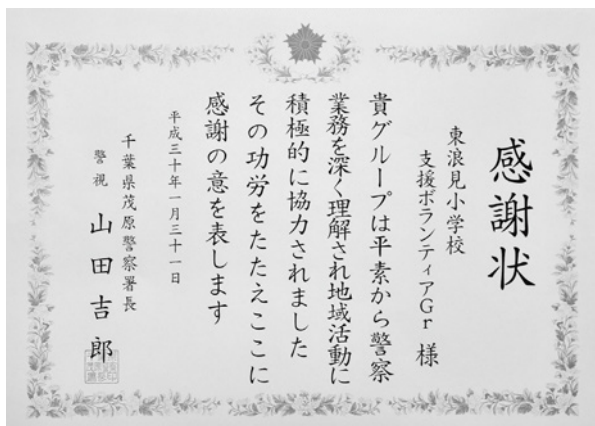 感謝状
東浪見小学校
支援ボランティアGr 様
貴グループは平素から警察
業務を深く理解され地域活動に
積極的に協力されました
その功労をたたえここに
感謝の意を表します
平成三十年一月三十一日
千葉県茂原警察署長
警視 山田吉郎